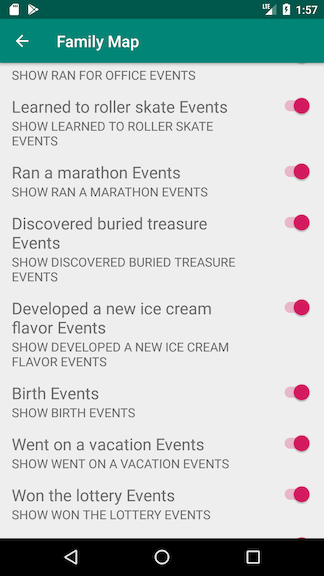 LTE 1:57
Family Map
SHOW RAN FOR OFFICE EVENTS
Learned to roller skate Events
SHOW LEARNED TO ROLLER SKATE
EVENTS
Ran a marathon Events
SHOW RAN A MARATHON EVENTS
Discovered buried treasure
Events
SHOW DISCOVERED BURIED TREASURE
EVENTS
Developed a new ice cream
flavor Events
SHOW DEVELOPED A NEW ICE CREAM
FLAVOR EVENTS
Birth Events
SHOW BIRTH EVENTS
Went on a vacation Events
SHOW WENT ON A VACATION EVENTS
Won the lottery Events
SHOW WON THE LOTTERY EVENTS